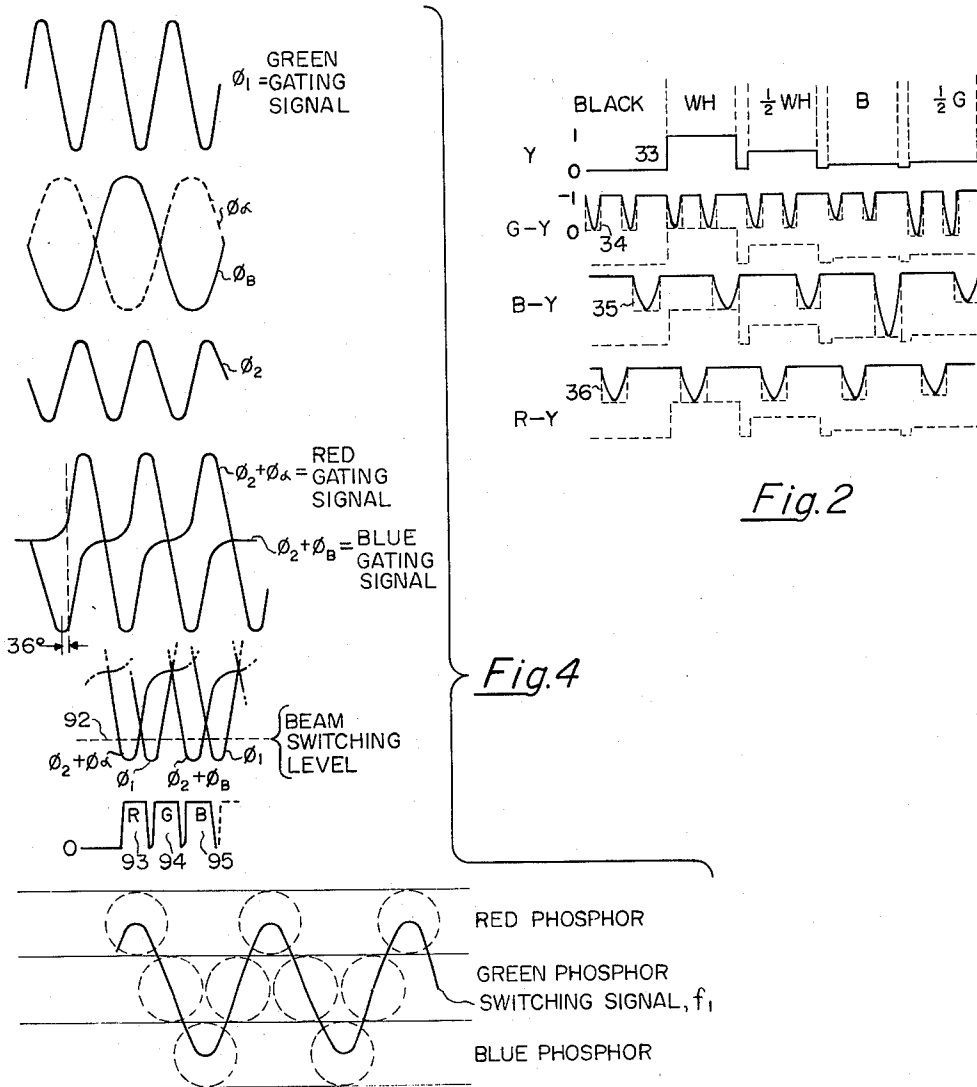 ø₁ = GREEN
GATING
SIGNAL
øα
øB
ø₂
ø₂+øα = RED
GATING
SIGNAL
ø₂+øB = BLUE
GATING
SIGNAL
36°
92
BEAM
SWITCHING
LEVEL
ø₂+øα
ø₁
ø₂+øB
ø₁
R G B
0
93 94 95
RED PHOSPHOR
GREEN PHOSPHOR
SWITCHING SIGNAL, f₁
BLUE PHOSPHOR
Fig.4
BLACK WH ½ WH B ½ G
Y 1 0 33
G-Y -1 0 34
B-Y 35
R-Y 36
Fig.2